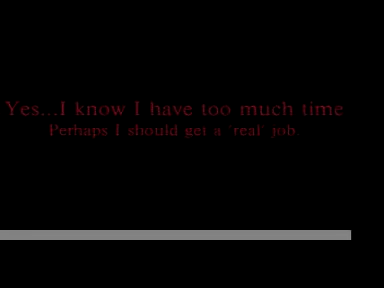 Yes...I know I have too much time
Perhaps I should get a 'real' job.